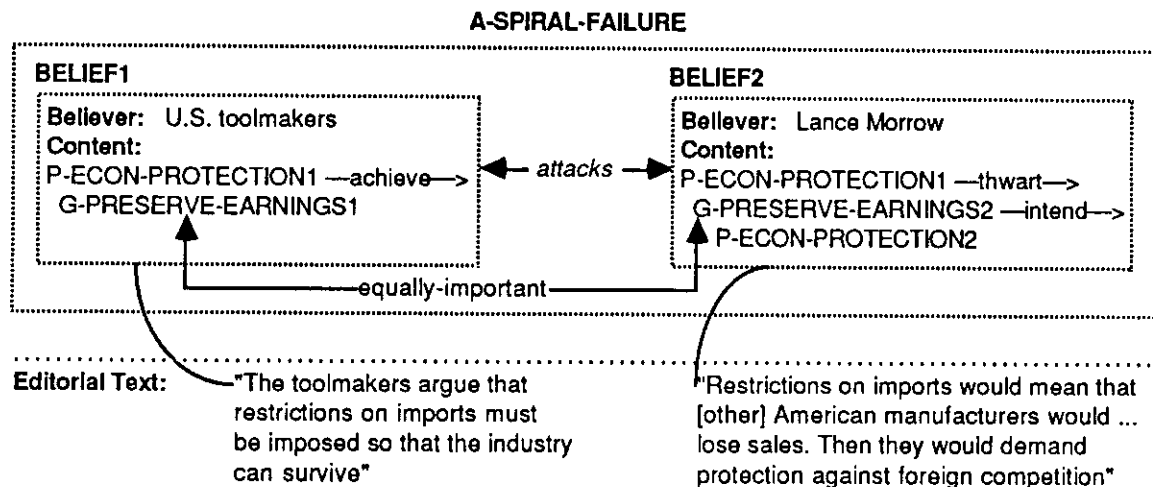 A-SPIRAL-FAILURE
BELIEF1
Believer: U.S. toolmakers
Content:
P-ECON-PROTECTION1 —achieve—>
G-PRESERVE-EARNINGS1
attacks
BELIEF2
Believer: Lance Morrow
Content:
P-ECON-PROTECTION1 —thwart—>
G-PRESERVE-EARNINGS2 —intend—>
P-ECON-PROTECTION2
equally-important
Editorial Text:
"The toolmakers argue that
restrictions on imports must
be imposed so that the industry
can survive"
"Restrictions on imports would mean that
[other] American manufacturers would ...
lose sales. Then they would demand
protection against foreign competition"